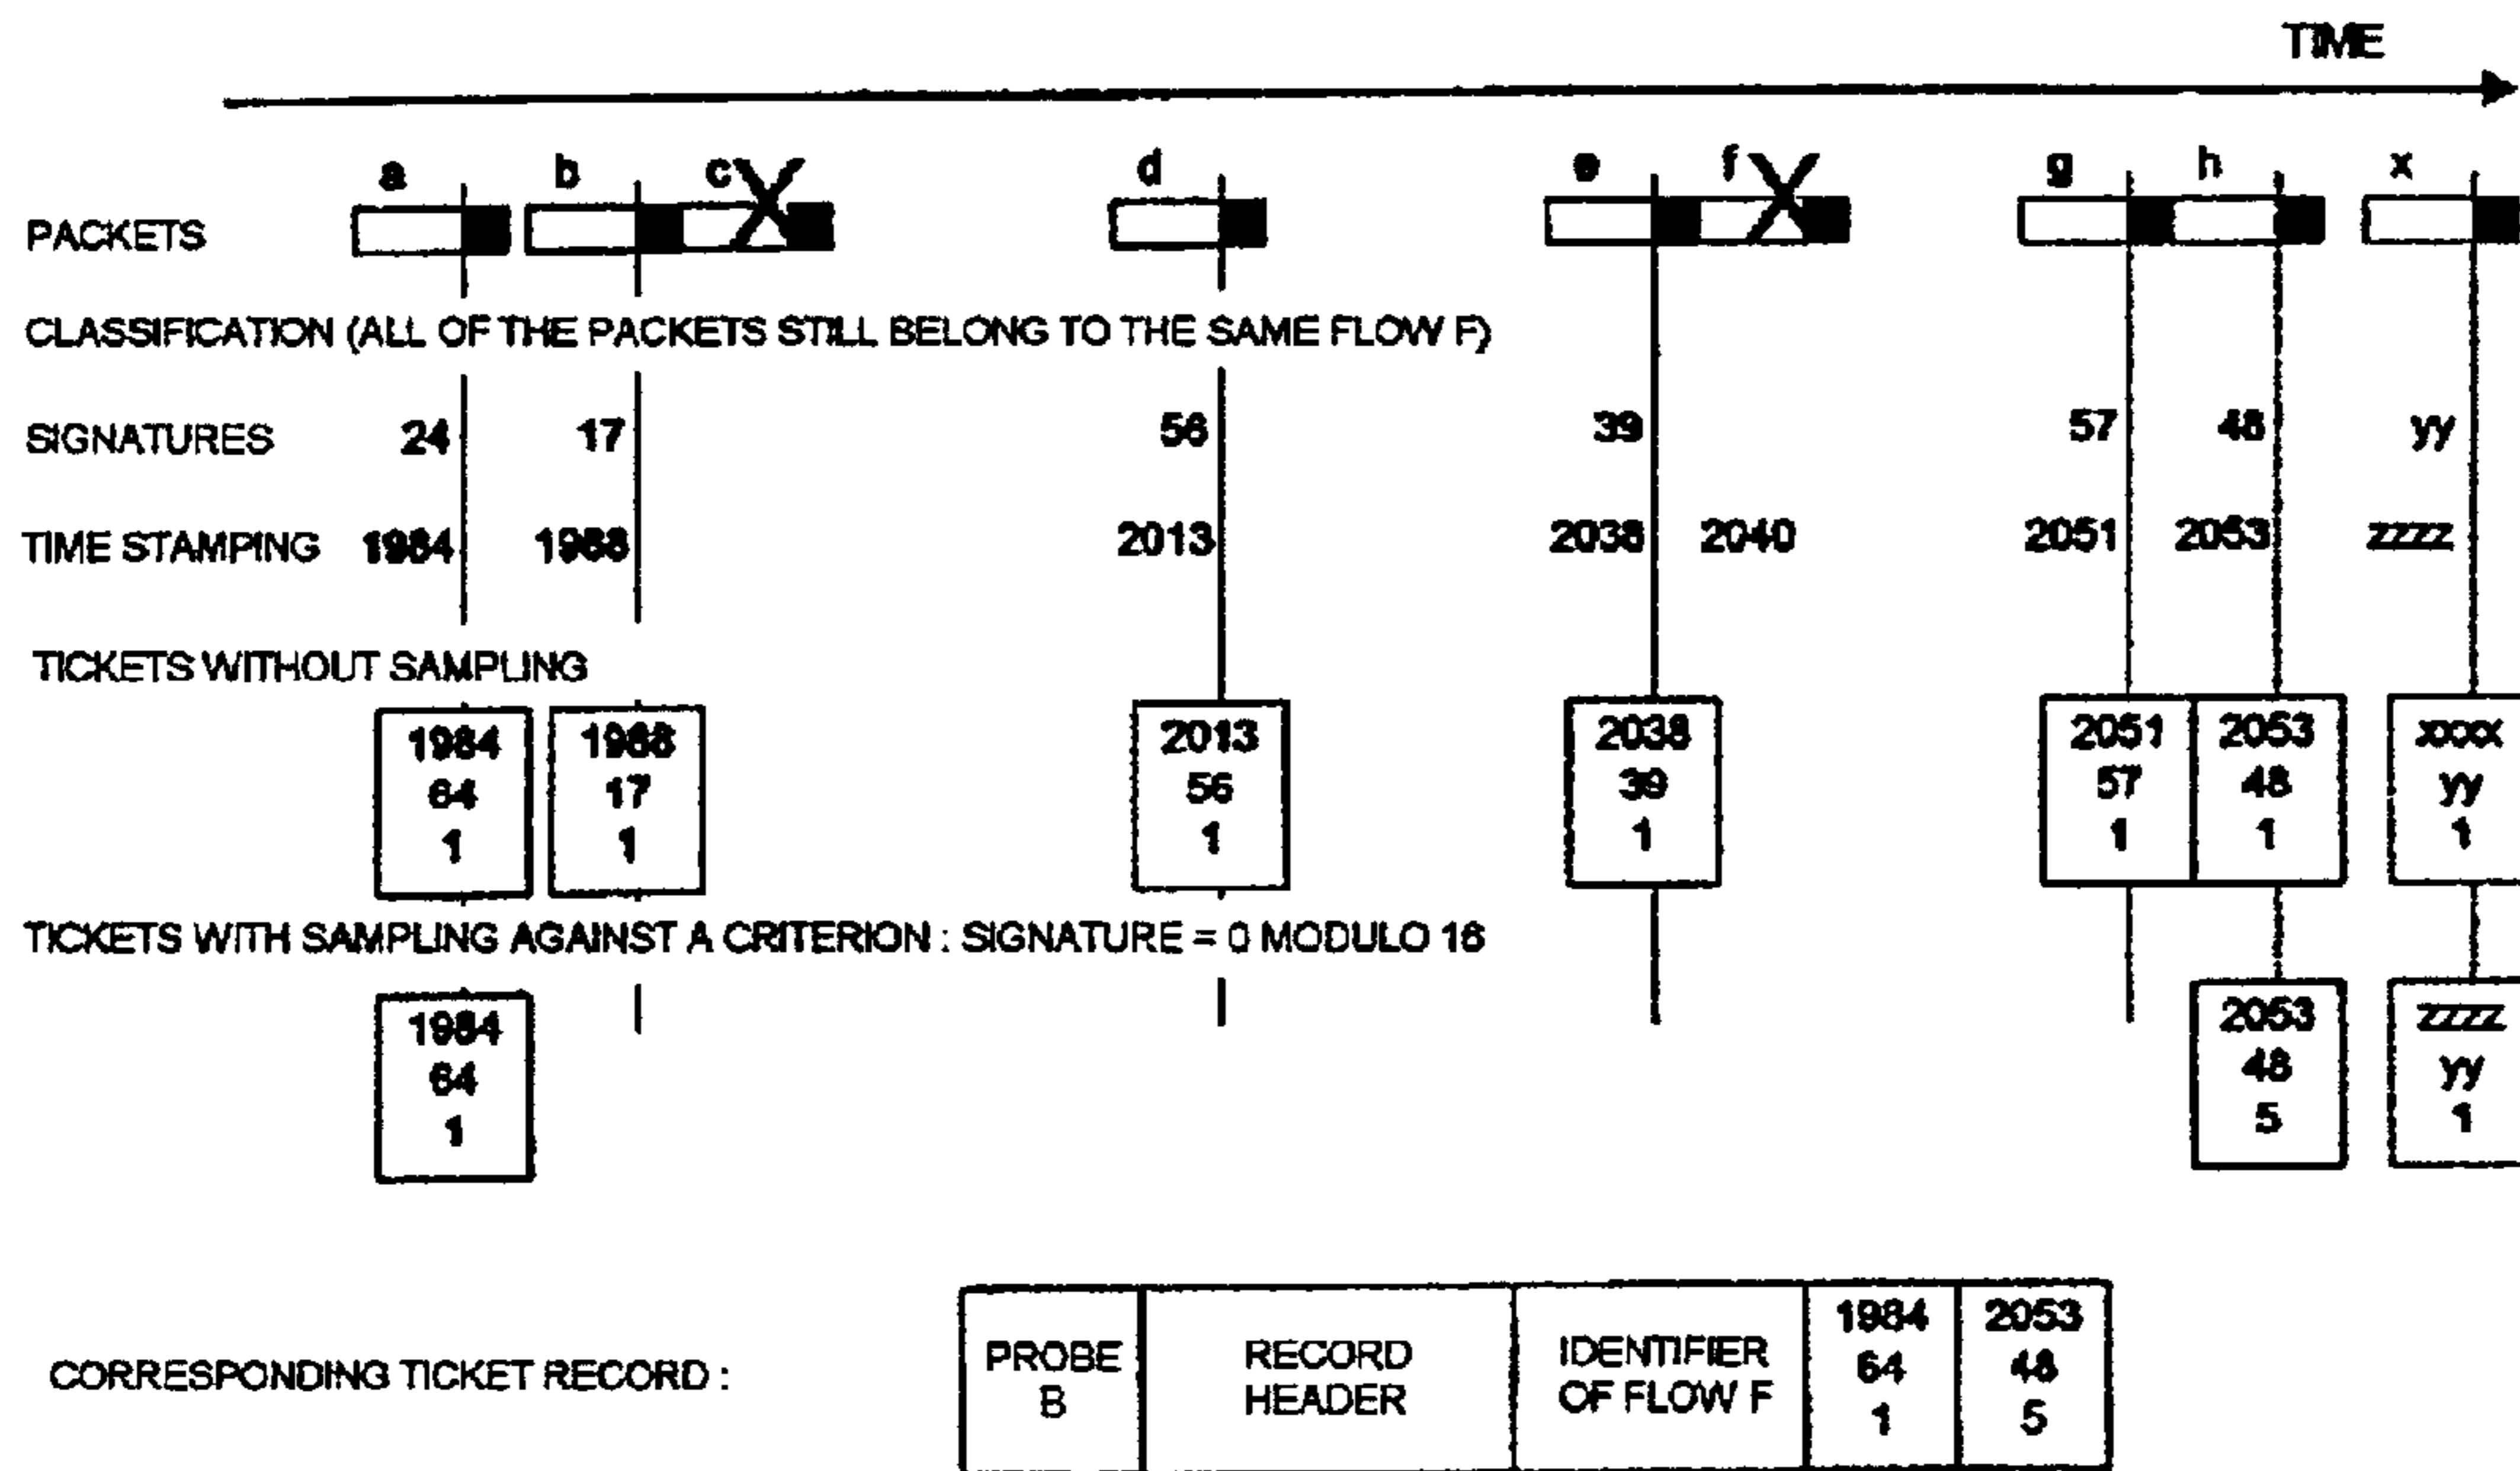 TIME
a b c d e f g h x
PACKETS
CLASSIFICATION (ALL OF THE PACKETS STILL BELONG TO THE SAME FLOW F)
SIGNATURES 24 17 56 39 57 48 yy
TIME STAMPING 1984 1988 2013 2038 2040 2051 2053 zzzz
TICKETS WITHOUT SAMPLING
1984 1988 2013 2038 2051 2053 xxxx
64 17 56 39 57 48 yy
1 1 1 1 1 1 1
TICKETS WITH SAMPLING AGAINST A CRITERION : SIGNATURE = 0 MODULO 16
1984 2053 zzzz
64 48 yy
1 5 1
CORRESPONDING TICKET RECORD :
PROBE
B
RECORD
HEADER
IDENTIFIER
OF FLOW F
1984
64
1
2053
48
5